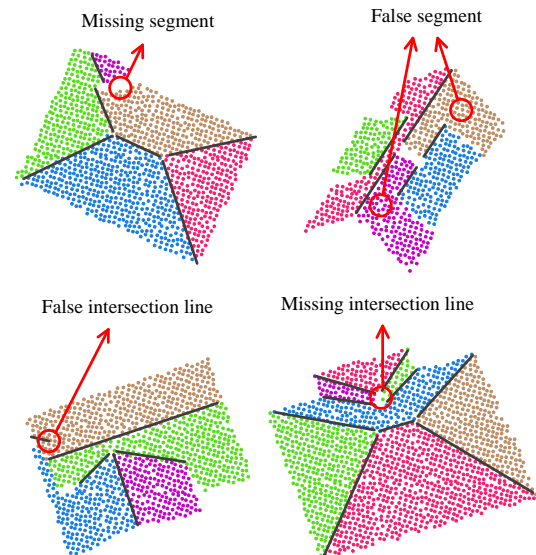 Missing segment
False segment
False intersection line
Missing intersection line